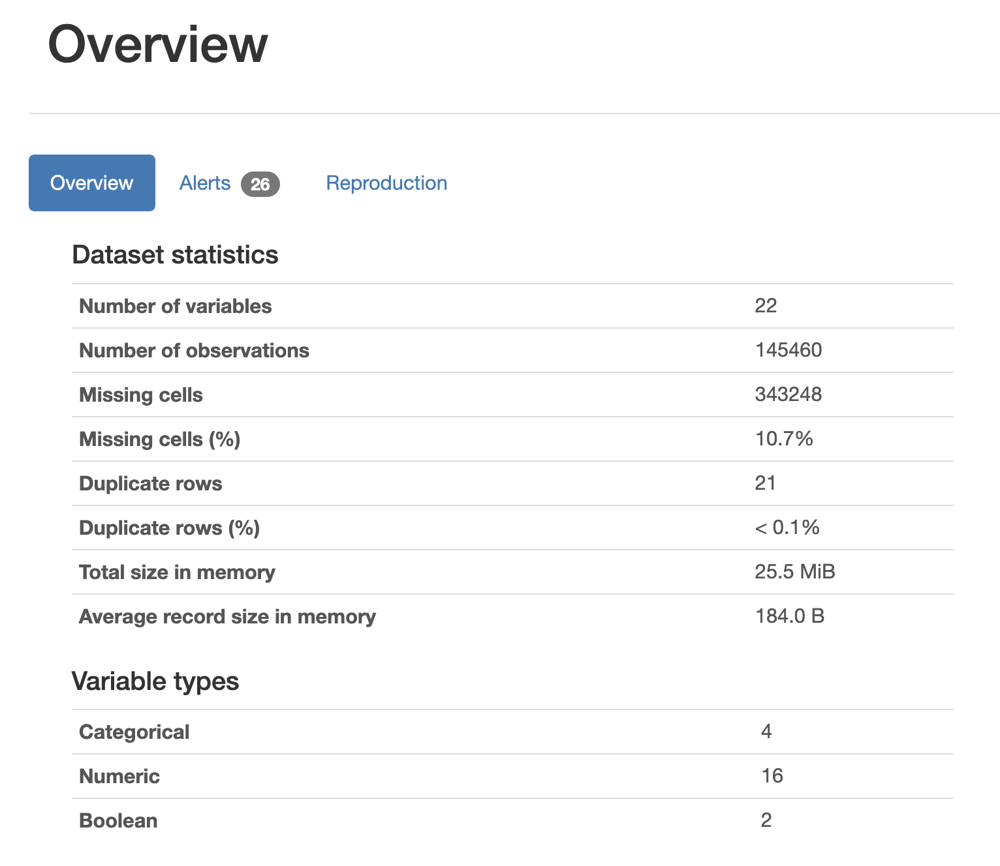 Overview
Overview Alerts 26 Reproduction
Dataset statistics
Number of variables 22
Number of observations 145460
Missing cells 343248
Missing cells (%) 10.7%
Duplicate rows 21
Duplicate rows (%) < 0.1%
Total size in memory 25.5 MiB
Average record size in memory 184.0 B
Variable types
Categorical 4
Numeric 16
Boolean 2